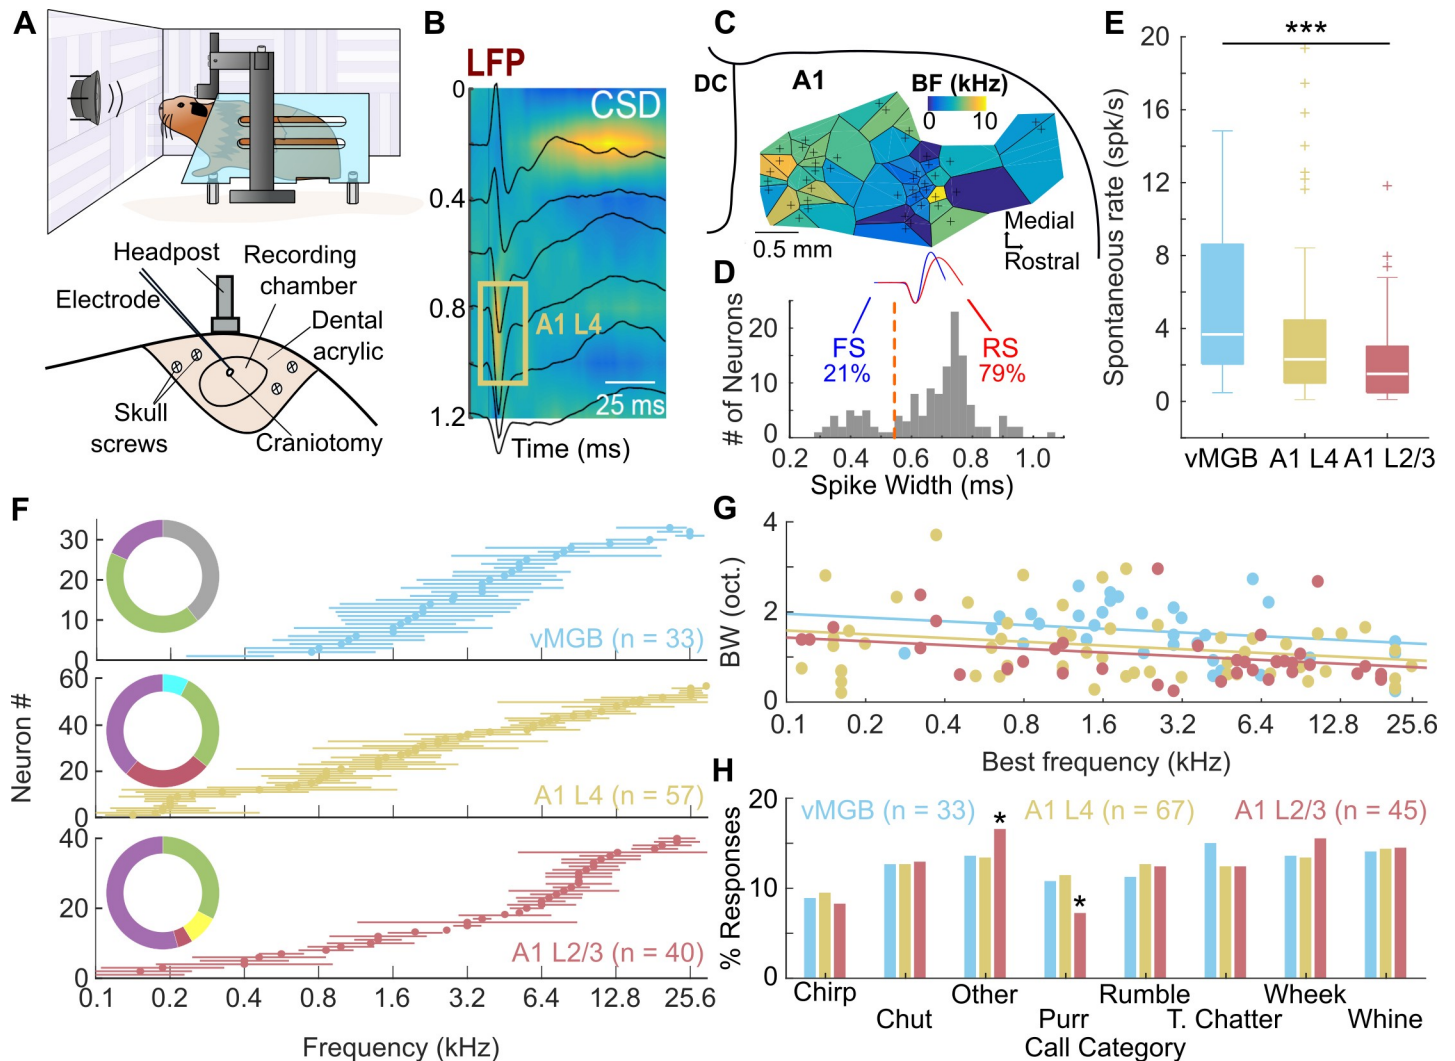 A
Headpost
Recording
chamber
Electrode
Dental
acrylic
Skull
screws
Craniotomy
B
LFP
CSD
0
0.4
0.8
1.2
A1 L4
25 ms
Time (ms)
C
DC
A1
BF (kHz)
0 10
0.5 mm
Medial
Rostral
D
# of Neurons
20
10
0
FS
21%
RS
79%
0.2 0.4 0.6 0.8 1.0
Spike Width (ms)
E
***
Spontaneous rate (spk/s)
20
16
12
8
4
0
vMGB A1 L4 A1 L2/3
F
Neuron #
30
20
10
0
vMGB (n = 33)
60
40
20
0
A1 L4 (n = 57)
40
20
0
A1 L2/3 (n = 40)
0.1 0.2 0.4 0.8 1.6 3.2 6.4 12.8 25.6
Frequency (kHz)
G
BW (oct.)
4
2
0
0.1 0.2 0.4 0.8 1.6 3.2 6.4 12.8 25.6
Best frequency (kHz)
H
% Responses
20
10
0
vMGB (n = 33) A1 L4 (n = 67) A1 L2/3 (n = 45)
*
*
Chirp Other Rumble Wheek
Chut Purr T. Chatter Whine
Call Category